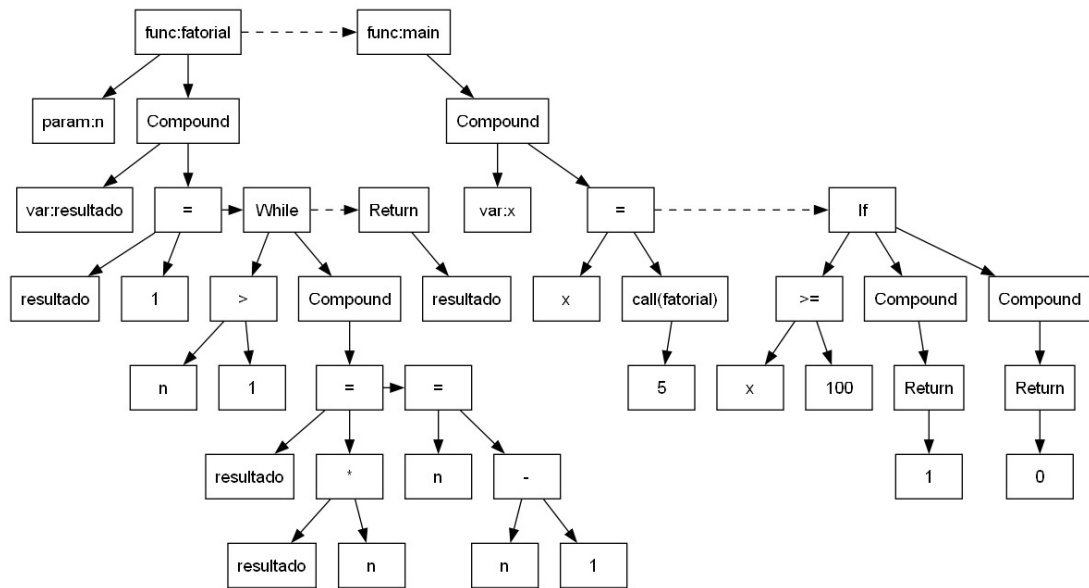 func:fatorial
func:main
param:n
Compound
Compound
var:resultado
=
While
Return
var:x
=
If
resultado
1
>
Compound
resultado
x
call(fatorial)
>=
Compound
Compound
n
1
=
=
5
x
100
Return
Return
resultado
*
n
-
1
0
resultado
n
n
1